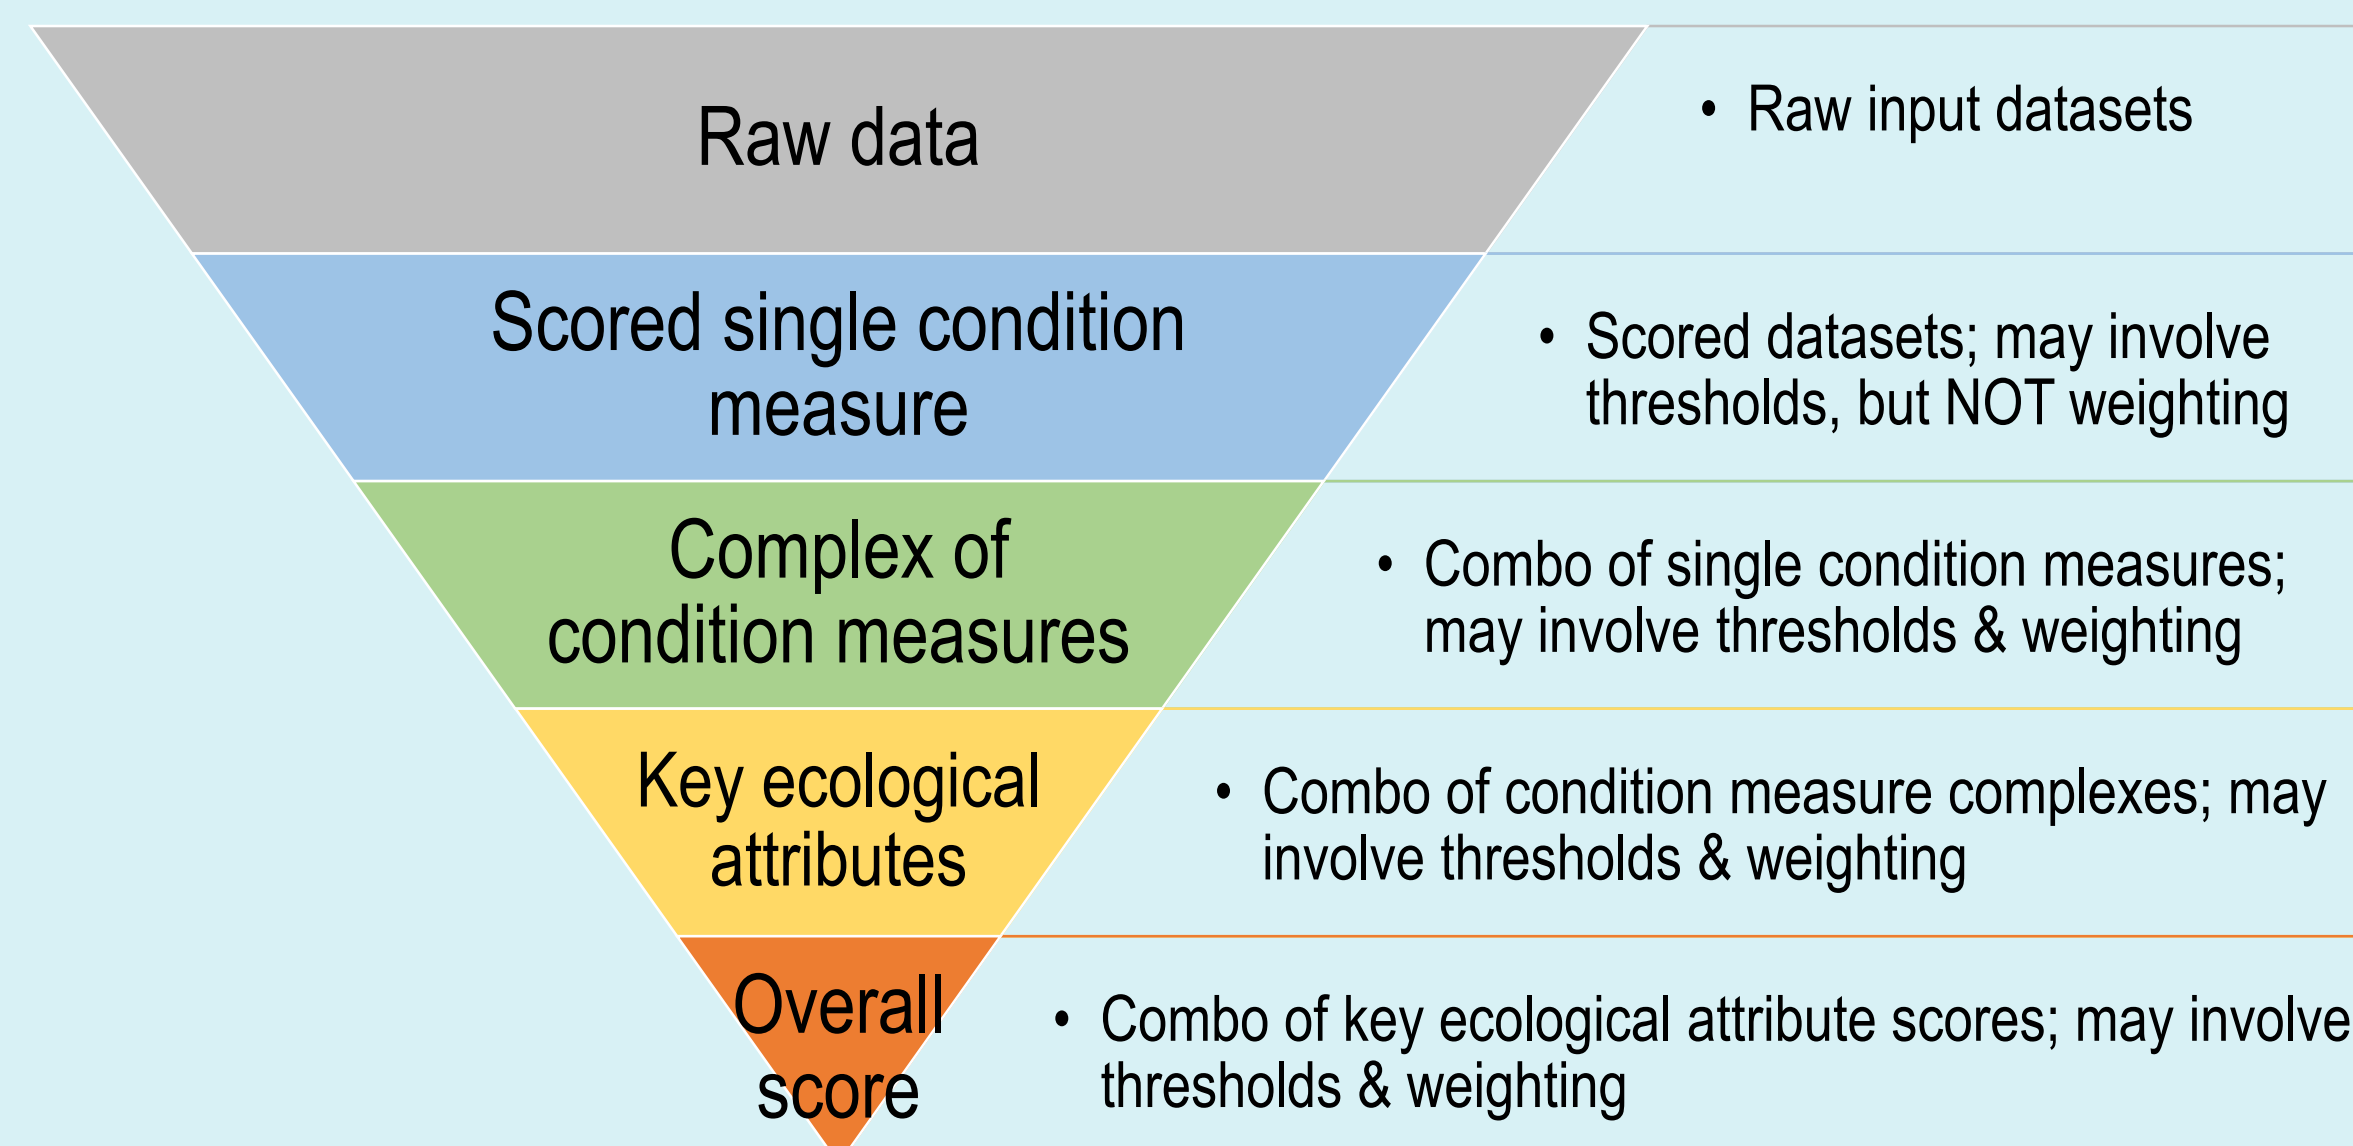 Raw data
• Raw input datasets
Scored single condition
measure
• Scored datasets; may involve
thresholds, but NOT weighting
Complex of
condition measures
• Combo of single condition measures;
may involve thresholds & weighting
Key ecological
attributes
• Combo of condition measure complexes; may
involve thresholds & weighting
Overall
score
• Combo of key ecological attribute scores; may involve
thresholds & weighting